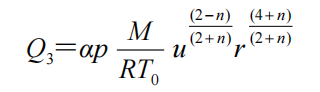 Q₃=αp M/RT₀ u^((2−n)/(2+n)) r^((4+n)/(2+n))